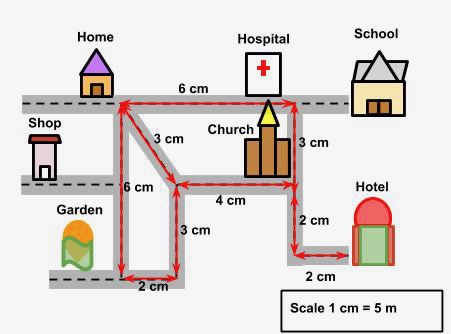 Home
Hospital
School
6 cm
Shop
3 cm
Church
3 cm
6 cm
4 cm
Hotel
Garden
3 cm
2 cm
2 cm
2 cm
Scale 1 cm = 5 m